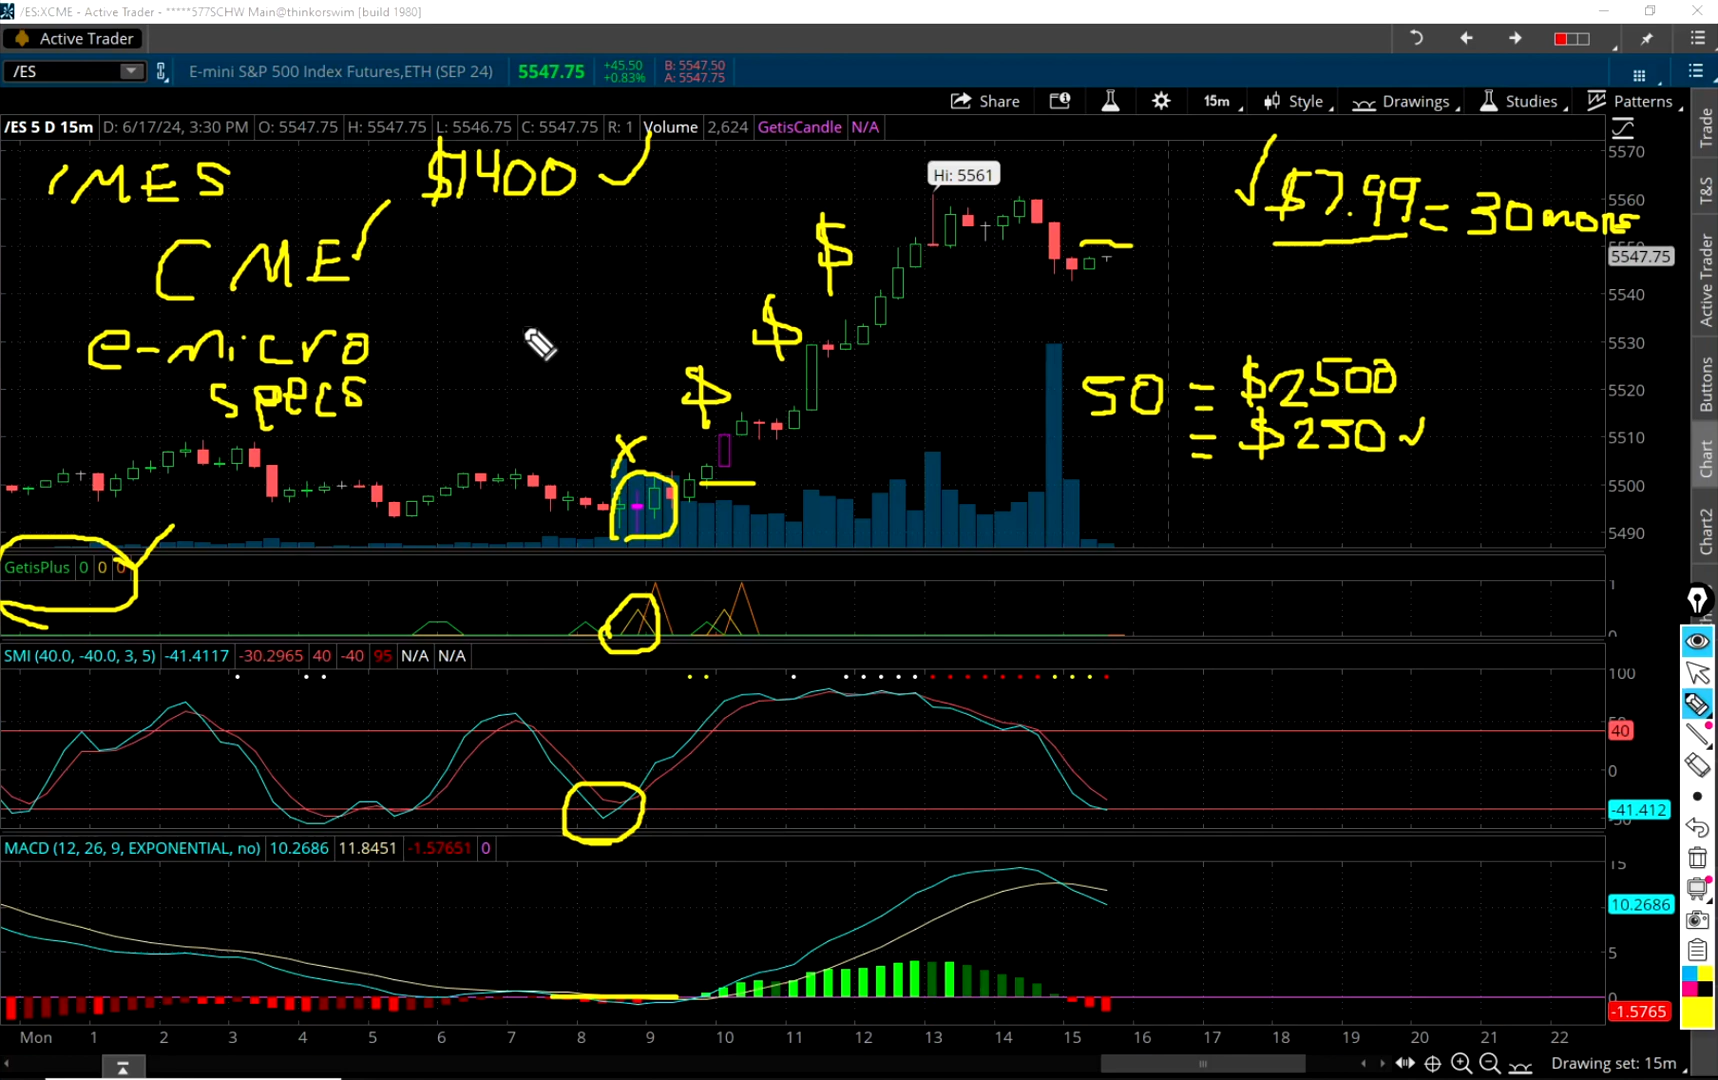 /ES:XCME - Active Trader - *****577SCHW Main@thinkorswim [build 1980]
Active Trader
/ES
E-mini S&P 500 Index Futures,ETH (SEP 24)
5547.75
+45.50
+0.83%
B: 5547.50
A: 5547.75
Share
15m
Style
Drawings
Studies
Patterns
/ES 5 D 15m
D: 6/17/24, 3:30 PM
O: 5547.75
H: 5547.75
L: 5546.75
C: 5547.75
R: 1
Volume
2,624
GetisCandle
N/A
/MES
$1400
CME
e-micro
specs
Hi: 5561
$7.99 = 30 more
50 = $2500
= $250
$
$
$
X
5570
5560
5547.75
5540
5530
5520
5510
5500
5490
GetisPlus 0 0 0
1
0
SMI (40.0, -40.0, 3, 5) -41.4117 -30.2965 40 -40 95 N/A N/A
100
40
0
-41.412
MACD (12, 26, 9, EXPONENTIAL, no) 10.2686 11.8451 -1.57651 0
15
10.2686
5
0
-1.5765
Mon 1 2 3 4 5 6 7 8 9 10 11 12 13 14 15 16 17 18 19 20 21 22
Drawing set: 15m
Trade
T&S
Active Trader
Buttons
Chart
Chart2